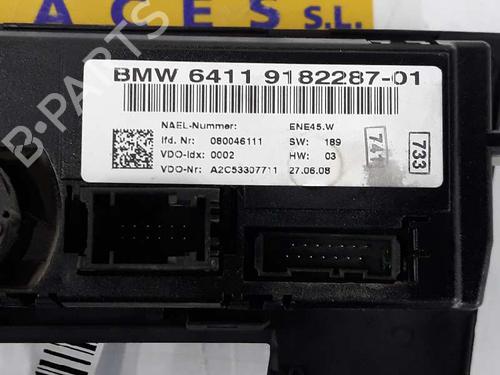 ACES S.L.
B-PARTS
BMW 6411 9182287-01
NAEL-Nummer: ENE45.W
lfd. Nr: 080046111 SW: 189
VDO-Idx: 0002 HW: 03
VDO-Nr: A2C53307711 27.06.08
741
733